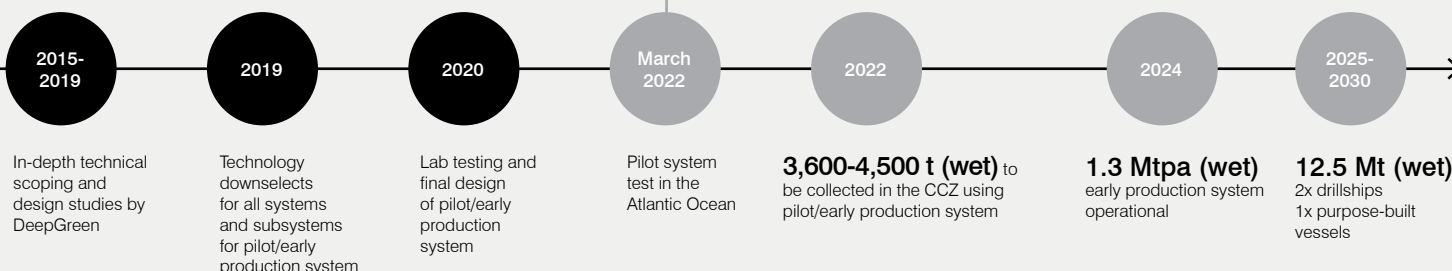 2015-
2019
2019
2020
March
2022
2022
2024
2025-
2030
In-depth technical
scoping and
design studies by
DeepGreen
Technology
downselects
for all systems
and subsystems
for pilot/early
production system
Lab testing and
final design
of pilot/early
production
system
Pilot system
test in the
Atlantic Ocean
3,600-4,500 t (wet) to
be collected in the CCZ using
pilot/early production system
1.3 Mtpa (wet)
early production system
operational
12.5 Mt (wet)
2x drillships
1x purpose-built
vessels